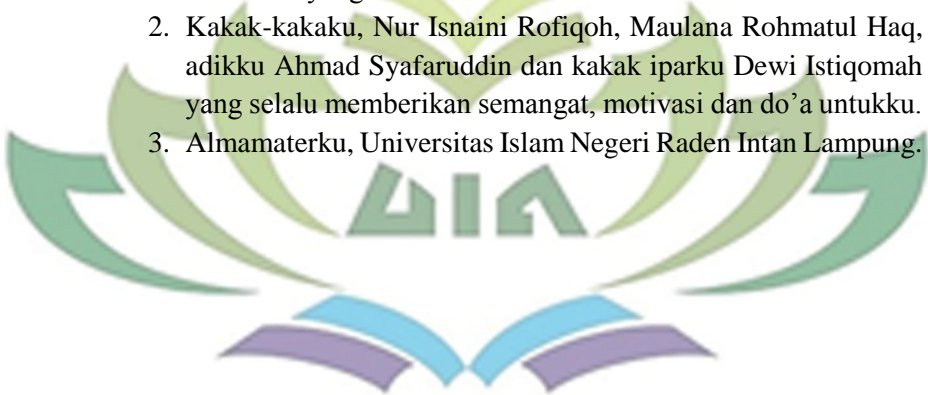 2. Kakak-kakaku, Nur Isnaini Rofiqoh, Maulana Rohmatul Haq,
adikku Ahmad Syafaruddin dan kakak iparku Dewi Istiqomah
yang selalu memberikan semangat, motivasi dan do’a untukku.
3. Almamaterku, Universitas Islam Negeri Raden Intan Lampung.
UIN